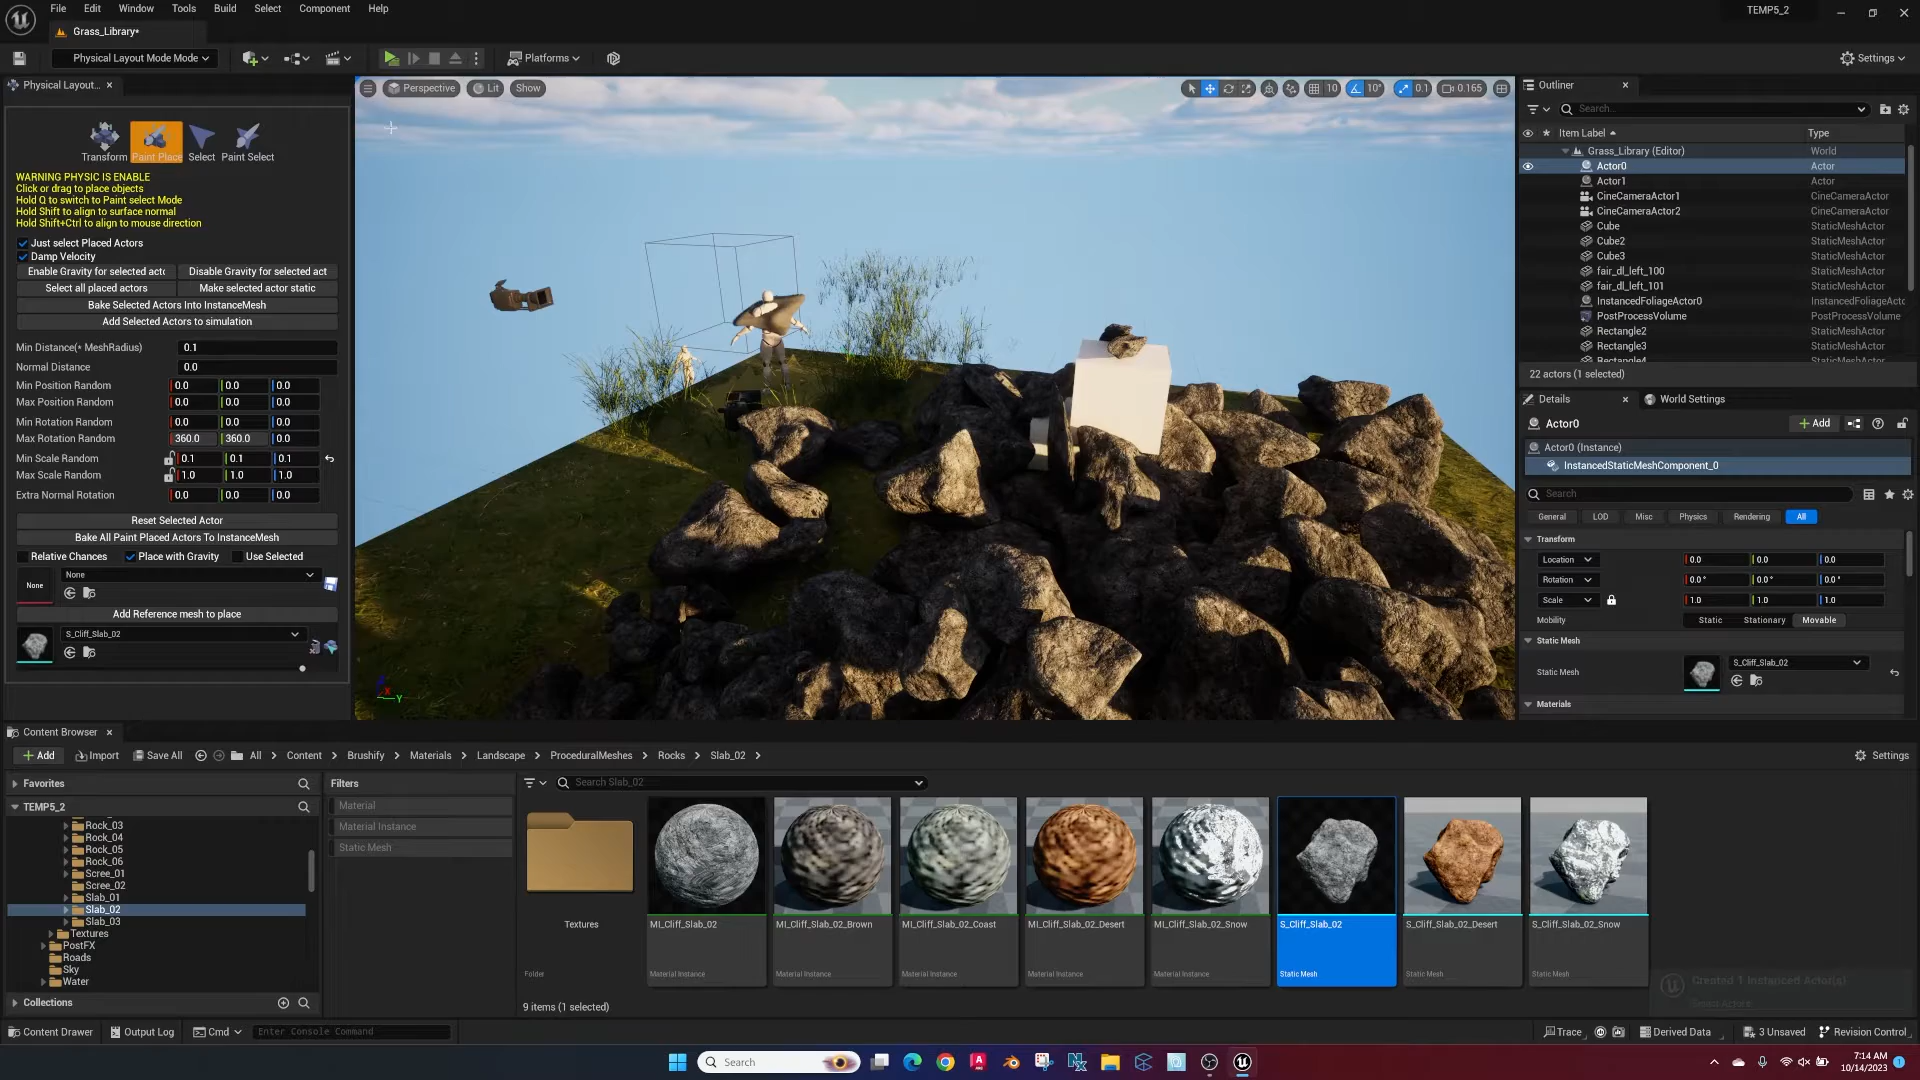 File Edit Window Tools Build Select Component Help
TEMP5_2
Grass_Library*
Physical Layout Mode Mode
Platforms
Settings
Physical Layout...
Transform
Paint Place
Select
Paint Select
WARNING PHYSIC IS ENABLE
Click or drag to place objects
Hold Q to switch to Paint select Mode
Hold Shift to align to surface normal
Hold Shift+Ctrl to align to mouse direction
Just select Placed Actors
Damp Velocity
Enable Gravity for selected actc
Disable Gravity for selected act
Select all placed actors
Make selected actor static
Bake Selected Actors Into InstanceMesh
Add Selected Actors to simulation
Min Distance(* MeshRadius) 0.1
Normal Distance 0.0
Min Position Random 0.0 0.0 0.0
Max Position Random 0.0 0.0 0.0
Min Rotation Random 0.0 0.0 0.0
Max Rotation Random 360.0 360.0 0.0
Min Scale Random 0.1 0.1 0.1
Max Scale Random 1.0 1.0 1.0
Extra Normal Rotation 0.0 0.0 0.0
Reset Selected Actor
Bake All Paint Placed Actors To InstanceMesh
Relative Chances
Place with Gravity
Use Selected
None
None
Add Reference mesh to place
S_Cliff_Slab_02
Perspective
Lit
Show
10
10°
0.1
0.165
X
Y
Outliner
Search...
Item Label
Type
Grass_Library (Editor) World
Actor0 Actor
Actor1 Actor
CineCameraActor1 CineCameraActor
CineCameraActor2 CineCameraActor
Cube StaticMeshActor
Cube2 StaticMeshActor
Cube3 StaticMeshActor
fair_dl_left_100 StaticMeshActor
fair_dl_left_101 StaticMeshActor
InstancedFoliageActor0 InstancedFoliageActo
PostProcessVolume PostProcessVolume
Rectangle2 StaticMeshActor
Rectangle3 StaticMeshActor
Rectangle4 StaticMeshActor
22 actors (1 selected)
Details
World Settings
Actor0
Add
Actor0 (Instance)
InstancedStaticMeshComponent_0
Search
General LOD Misc Physics Rendering All
Transform
Location 0.0 0.0 0.0
Rotation 0.0° 0.0° 0.0°
Scale 1.0 1.0 1.0
Mobility Static Stationary Movable
Static Mesh
Static Mesh S_Cliff_Slab_02
Materials
Content Browser
Add
Import
Save All
All > Content > Brushify > Materials > Landscape > ProceduralMeshes > Rocks > Slab_02 >
Settings
Favorites
TEMP5_2
Rock_03
Rock_04
Rock_05
Rock_06
Scree_01
Scree_02
Slab_01
Slab_02
Slab_03
Textures
PostFX
Roads
Sky
Water
Collections
Filters
Material
Material Instance
Static Mesh
Search Slab_02
Textures
Folder
MI_Cliff_Slab_02
Material Instance
MI_Cliff_Slab_02_Brown
Material Instance
MI_Cliff_Slab_02_Coast
Material Instance
MI_Cliff_Slab_02_Desert
Material Instance
MI_Cliff_Slab_02_Snow
Material Instance
S_Cliff_Slab_02
Static Mesh
S_Cliff_Slab_02_Desert
Static Mesh
S_Cliff_Slab_02_Snow
Static Mesh
Created 1 Instanced Actor(s)
9 items (1 selected)
Content Drawer
Output Log
Cmd
Enter Console Command
Trace
Derived Data
3 Unsaved
Revision Control
Search
7:14 AM
10/14/2023